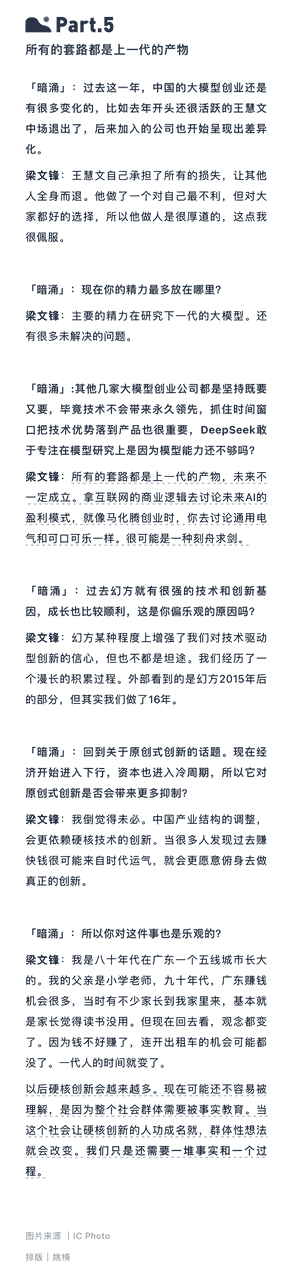 Part.5
所有的套路都是上一代的产物
「暗涌」：过去这一年，中国的大模型创业还是
有很多变化的，比如去年开头还很活跃的王慧文
中场退出了，后来加入的公司也开始呈现出差异
化。
梁文锋：王慧文自己承担了所有的损失，让其他
人全身而退。他做了一个对自己最不利，但对大
家都好的选择，所以他做人是很厚道的，这点我
很佩服。
「暗涌」：现在你的精力最多放在哪里？
梁文锋：主要的精力在研究下一代的大模型。还
有很多未解决的问题。
「暗涌」:其他几家大模型创业公司都是坚持既要
又要，毕竟技术不会带来永久领先，抓住时间窗
口把技术优势落到产品也很重要，DeepSeek敢
于专注在模型研究上是因为模型能力还不够吗？
梁文锋：所有的套路都是上一代的产物，未来不
一定成立。拿互联网的商业逻辑去讨论未来AI的
盈利模式，就像马化腾创业时，你去讨论通用电
气和可口可乐一样。很可能是一种刻舟求剑。
「暗涌」：过去幻方就有很强的技术和创新基
因，成长也比较顺利，这是你偏乐观的原因吗？
梁文锋：幻方某种程度上增强了我们对技术驱动
型创新的信心，但也不都是坦途。我们经历了一
个漫长的积累过程。外部看到的是幻方2015年后
的部分，但其实我们做了16年。
「暗涌」：回到关于原创式创新的话题。现在经
济开始进入下行，资本也进入冷周期，所以它对
原创式创新是否会带来更多抑制？
梁文锋：我倒觉得未必。中国产业结构的调整，
会更依赖硬核技术的创新。当很多人发现过去赚
快钱很可能来自时代运气，就会更愿意俯身去做
真正的创新。
「暗涌」：所以你对这件事也是乐观的？
梁文锋：我是八十年代在广东一个五线城市长大
的。我的父亲是小学老师，九十年代，广东赚钱
机会很多，当时有不少家长到我家里来，基本就
是家长觉得读书没用。但现在回去看，观念都变
了。因为钱不好赚了，连开出租车的机会可能都
没了。一代人的时间就变了。
以后硬核创新会越来越多。现在可能还不容易被
理解，是因为整个社会群体需要被事实教育。当
这个社会让硬核创新的人功成名就，群体性想法
就会改变。我们只是还需要一堆事实和一个过
程。
图片来源｜IC Photo
排版｜姚楠